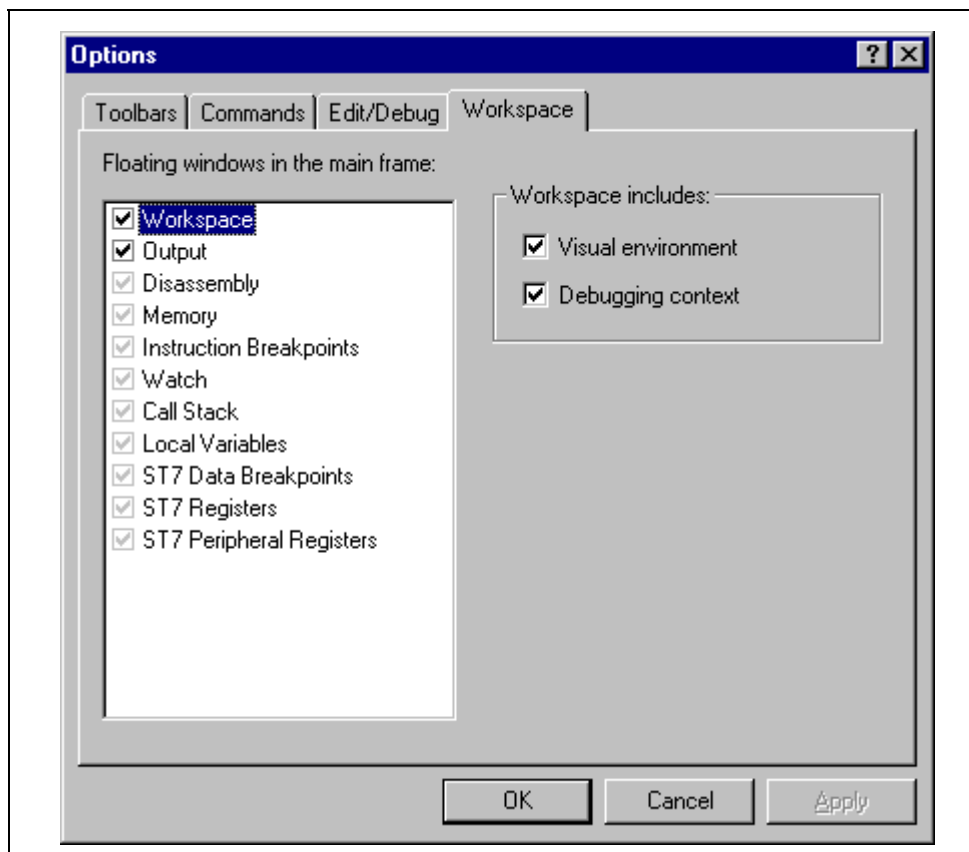 Options
Toolbars Commands Edit/Debug Workspace
Floating windows in the main frame:
Workspace
Output
Disassembly
Memory
Instruction Breakpoints
Watch
Call Stack
Local Variables
ST7 Data Breakpoints
ST7 Registers
ST7 Peripheral Registers
Workspace includes:
Visual environment
Debugging context
OK Cancel Apply